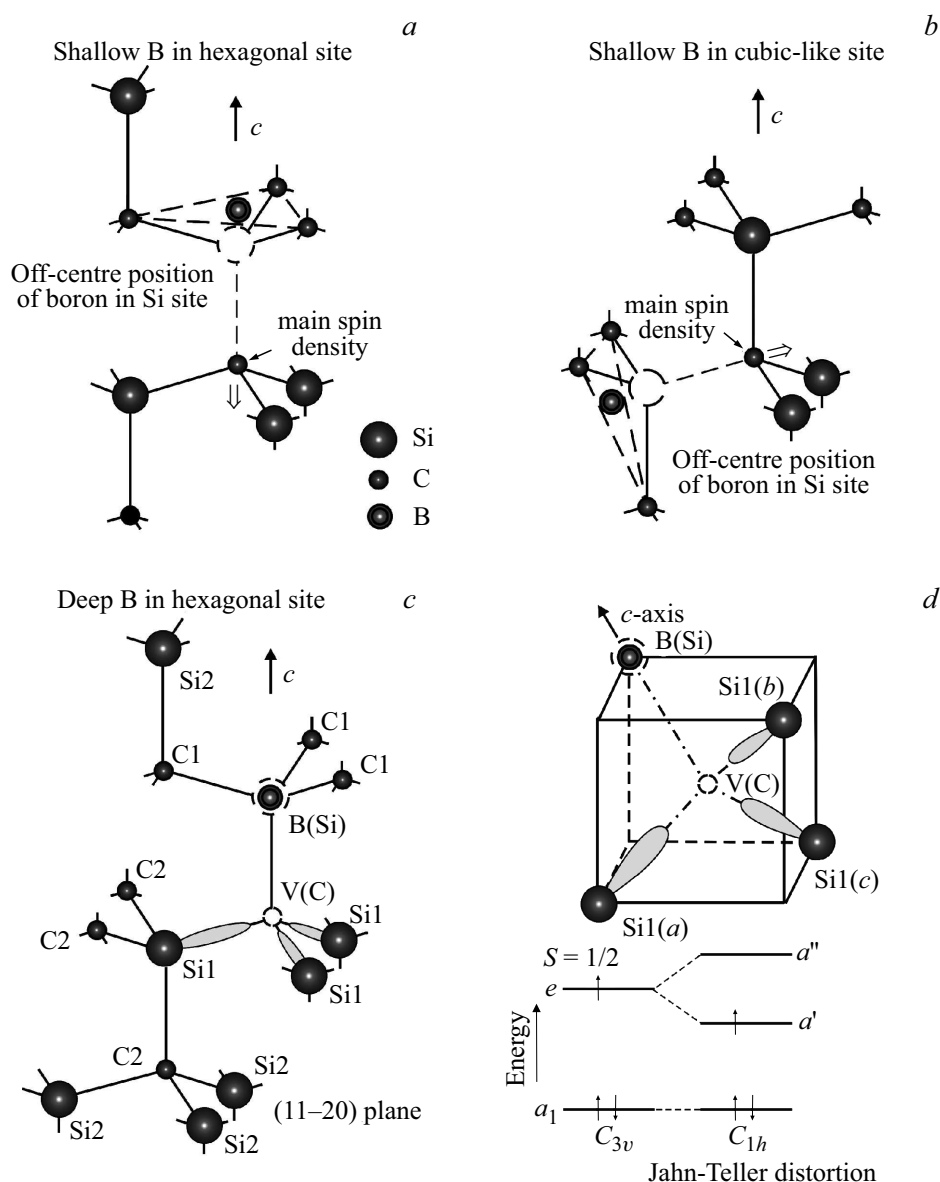 a
Shallow B in hexagonal site
c
Off-centre position
of boron in Si site
main spin
density
Si
C
B
b
Shallow B in cubic-like site
c
main spin
density
Off-centre position
of boron in Si site
c
Deep B in hexagonal site
Si2
c
C1
C1
C1
B(Si)
C2
V(C)
C2
Si1
Si1
Si1
C2
Si2
Si2
Si2
(11–20) plane
d
c-axis
B(Si)
Si1(b)
V(C)
Si1(c)
Si1(a)
S = 1/2
a"
e
a'
Energy
a1
C3v
C1h
Jahn-Teller distortion